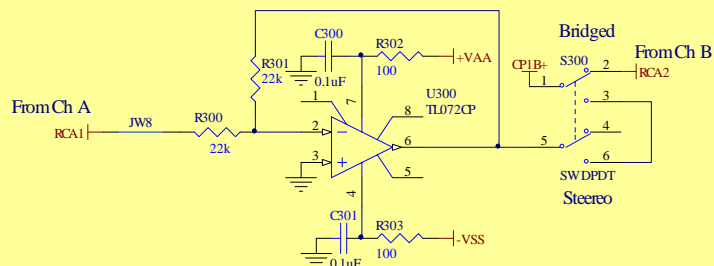 Bridged
C300
R302
+VAA
0.1uF
100
R301
22k
CP1B+
S300
2
From Ch B
RCA2
1
U300
TL072CP
From Ch A
RCA1
JW8
R300
22k
1
7
8
3
2
6
5
4
3
5
6
4
SWDPDT
Steereo
C301
R303
-VSS
0.1uF
100